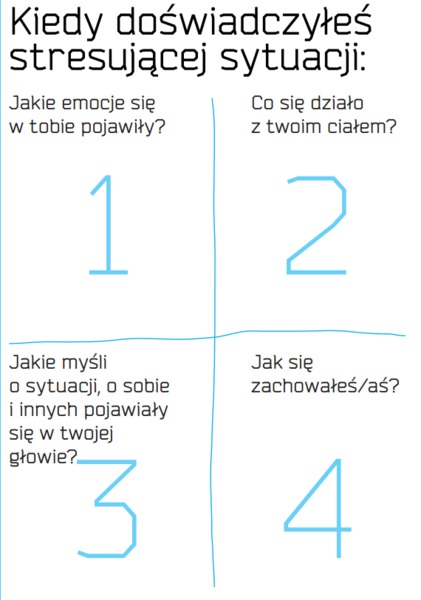 Kiedy doświadczyłeś
stresującej sytuacji:
Jakie emocje się
w tobie pojawiły?
1
Co się działo
z twoim ciałem?
2
Jakie myśli
o sytuacji, o sobie
i innych pojawiały
się w twojej
głowie?
3
Jak się
zachowałeś/aś?
4